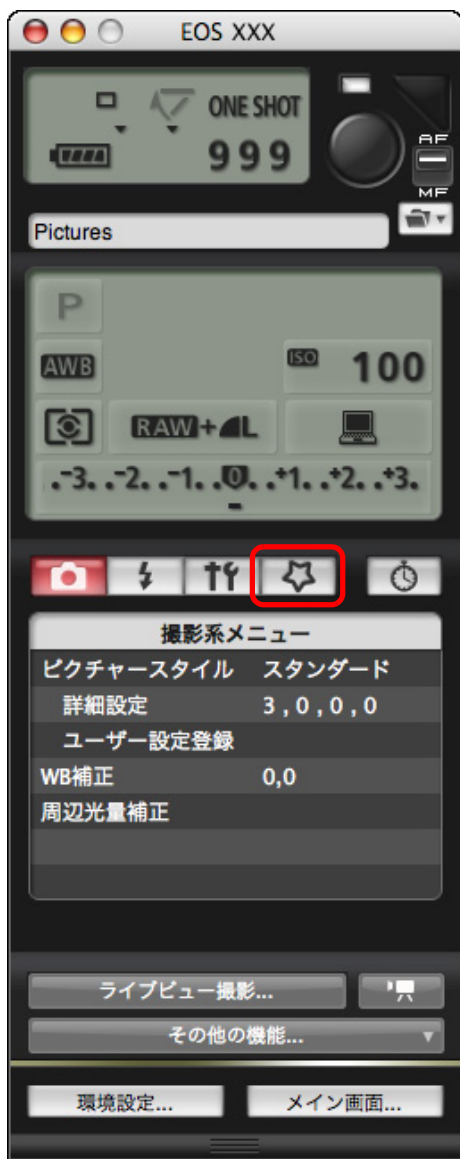 EOS XXX
ONE SHOT
999
AF
MF
Pictures
P
AWB
ISO 100
RAW+L
.-3. .-2. .-1. .0. .+1. .+2. .+3.
撮影系メニュー
ピクチャースタイル スタンダード
詳細設定 3,0,0,0
ユーザー設定登録
WB補正 0,0
周辺光量補正
ライブビュー撮影...
その他の機能...
環境設定... メイン画面...